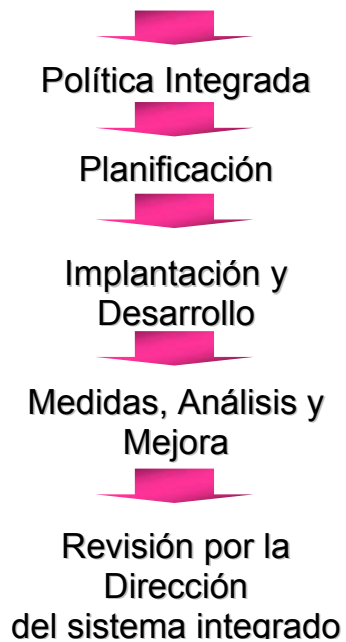 Política Integrada
Planificación
Implantación y
Desarrollo
Medidas, Análisis y
Mejora
Revisión por la
Dirección
del sistema integrado